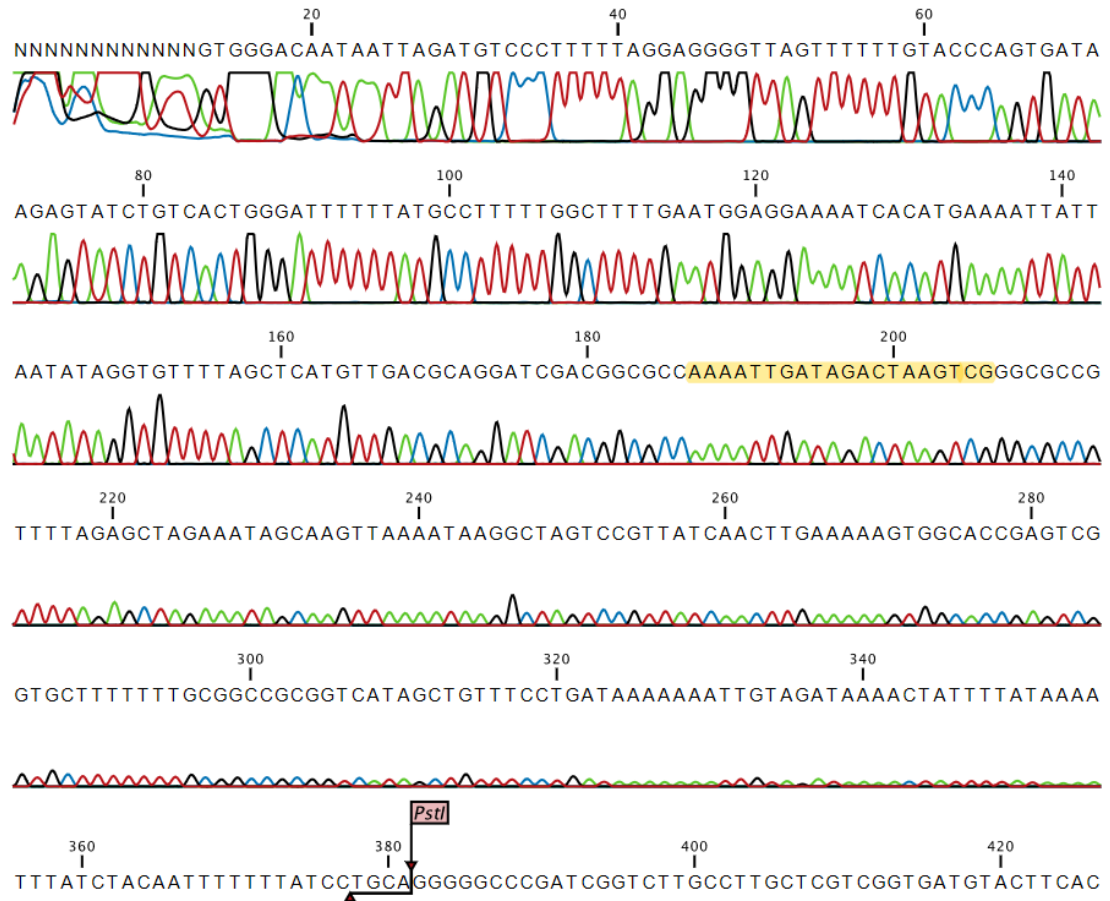 20 40 60
NNNNNNNNNNNNGTGGGACAATAATTAGATGTCCCTTTTTAGGAGGGGTTAGTTTTTTGTACCCAGTGATA
80 100 120 140
AGAGTATCTGTCACTGGGATTTTTTATGCCTTTTTGGCTTTTGAATGGAGGAAAATCACATGAAAATTATT
160 180 200
AATATAGGTGTTTTAGCTCATGTTGACGCAGGATCGACGGCGCCAAAATTGATAGACTAAGTCGGGCGCCG
220 240 260 280
TTTTAGAGCTAGAAATAGCAAGTTAAAATAAGGCTAGTCCGTTATCAACTTGAAAAAGTGGCACCGAGTCG
300 320 340
GTGCTTTTTTTGCGGCCGCGGTCATAGCTGTTTCCTGATAAAAAAATTGTAGATAAAACTATTTTATAAAA
PstI
360 380 400 420
TTTATCTACAATTTTTTTATCCTGCAGGGGGCCCGATCGGTCTTGCCTTGCTCGTCGGTGATGTACTTCAC